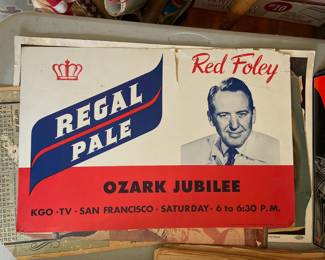 REGAL
PALE
Red Foley
OZARK JUBILEE
KGO - TV - SAN FRANCISCO - SATURDAY - 6 to 6:30 P.M.